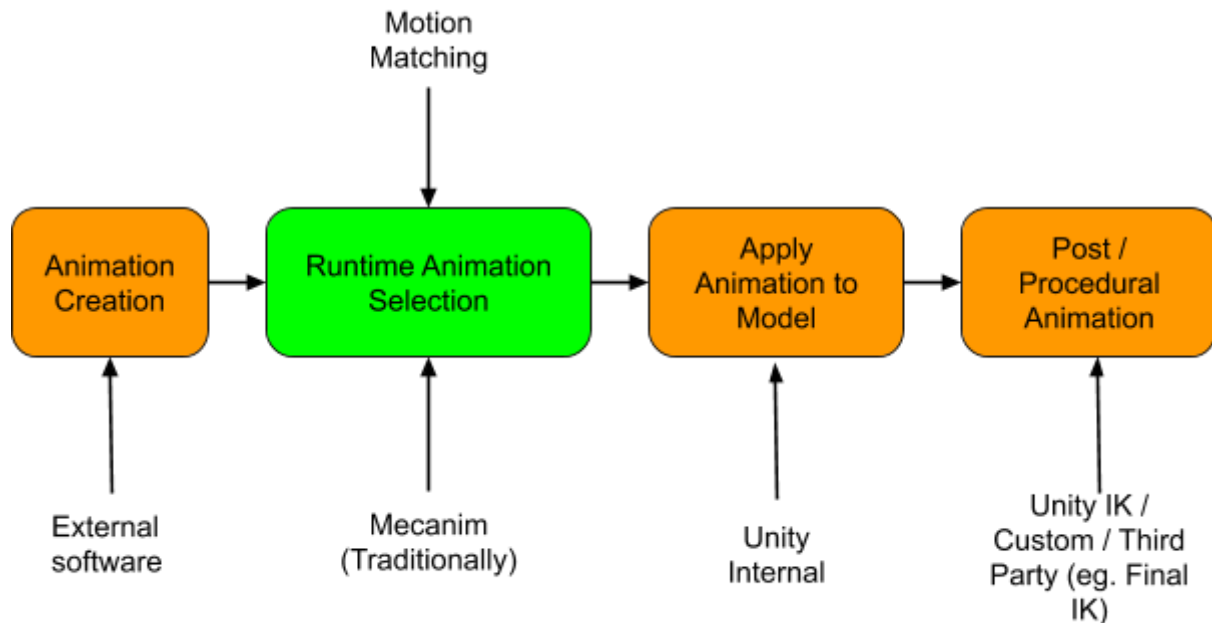 Motion
Matching
Animation
Creation
Runtime Animation
Selection
Apply
Animation to
Model
Post /
Procedural
Animation
External
software
Mecanim
(Traditionally)
Unity
Internal
Unity IK /
Custom / Third
Party (eg. Final
IK)